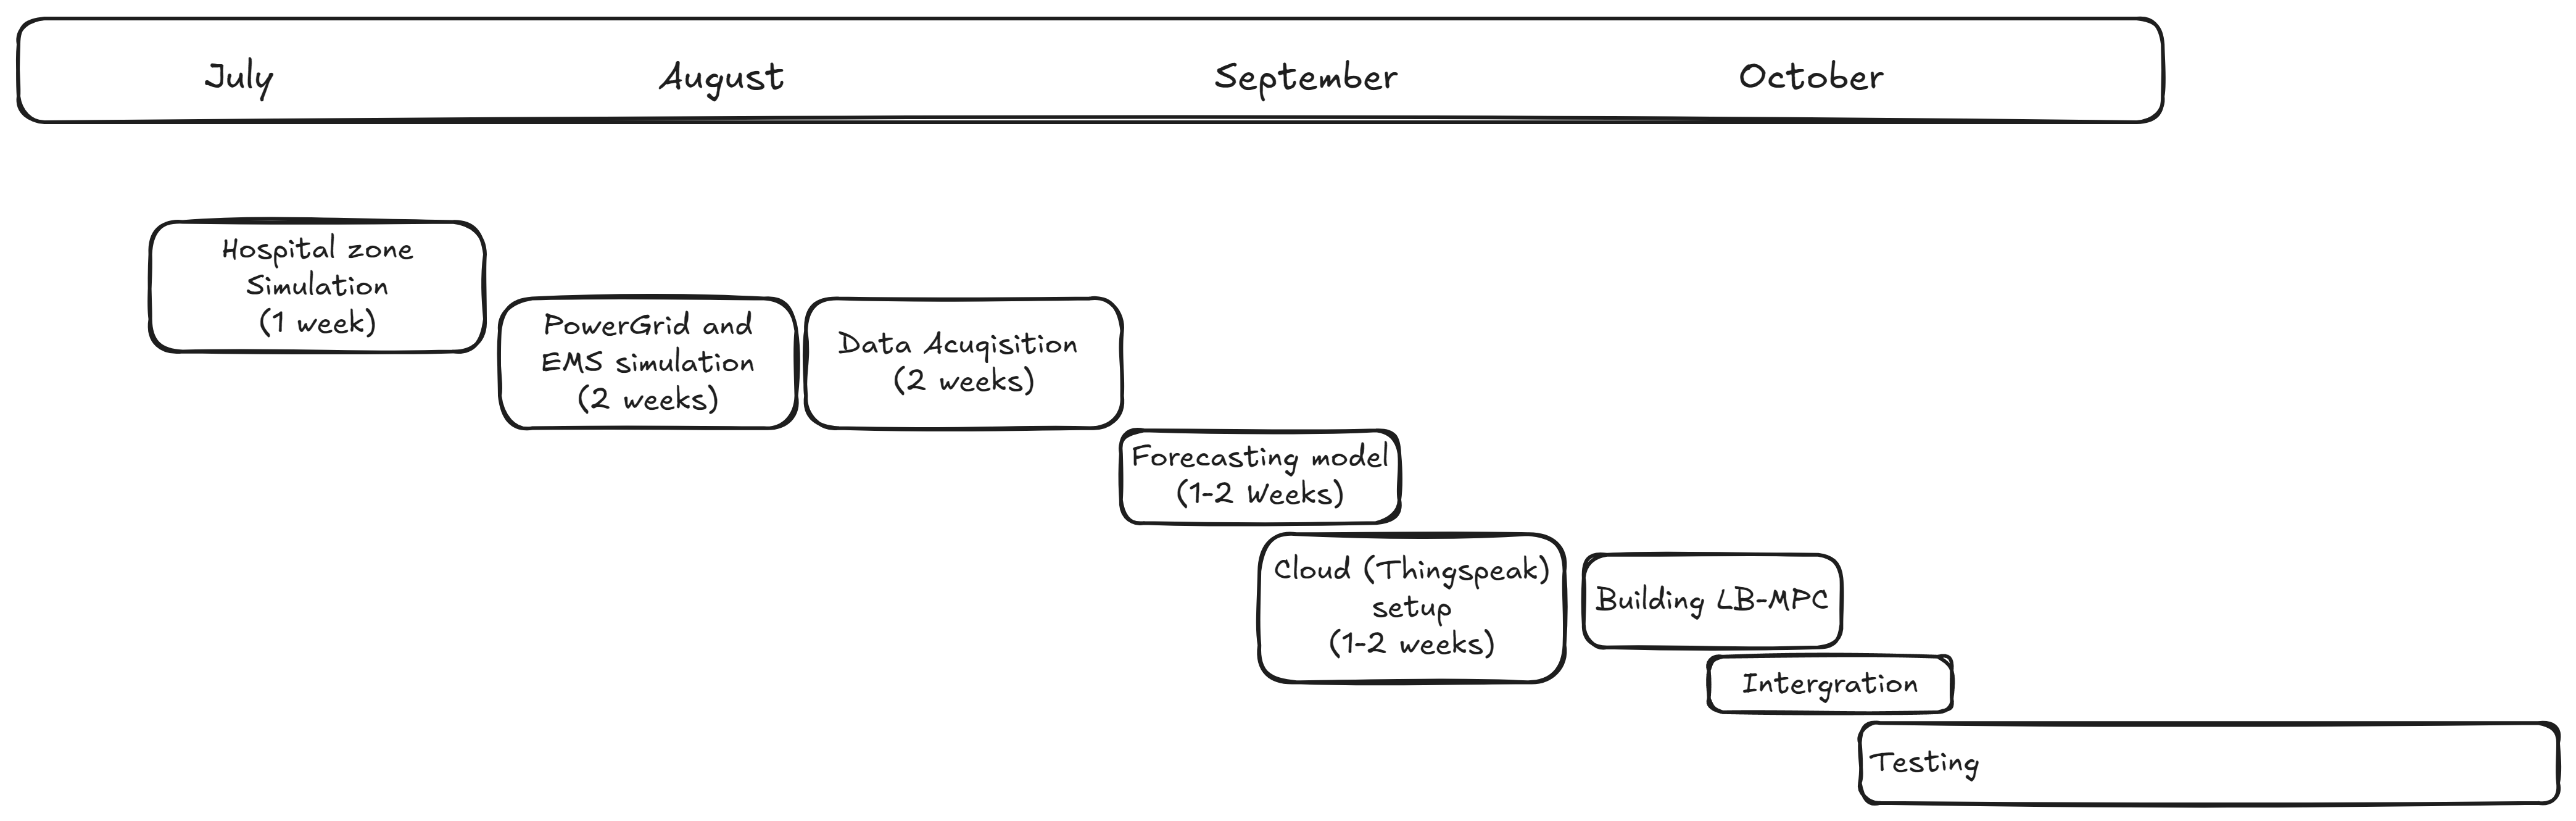 July
August
September
October
Hospital zone
Simulation
(1 week)
PowerGrid and
EMS simulation
(2 weeks)
Data Acuqisition
(2 weeks)
Forecasting model
(1-2 Weeks)
Cloud (Thingspeak)
setup
(1-2 weeks)
Building LB-MPC
Intergration
Testing